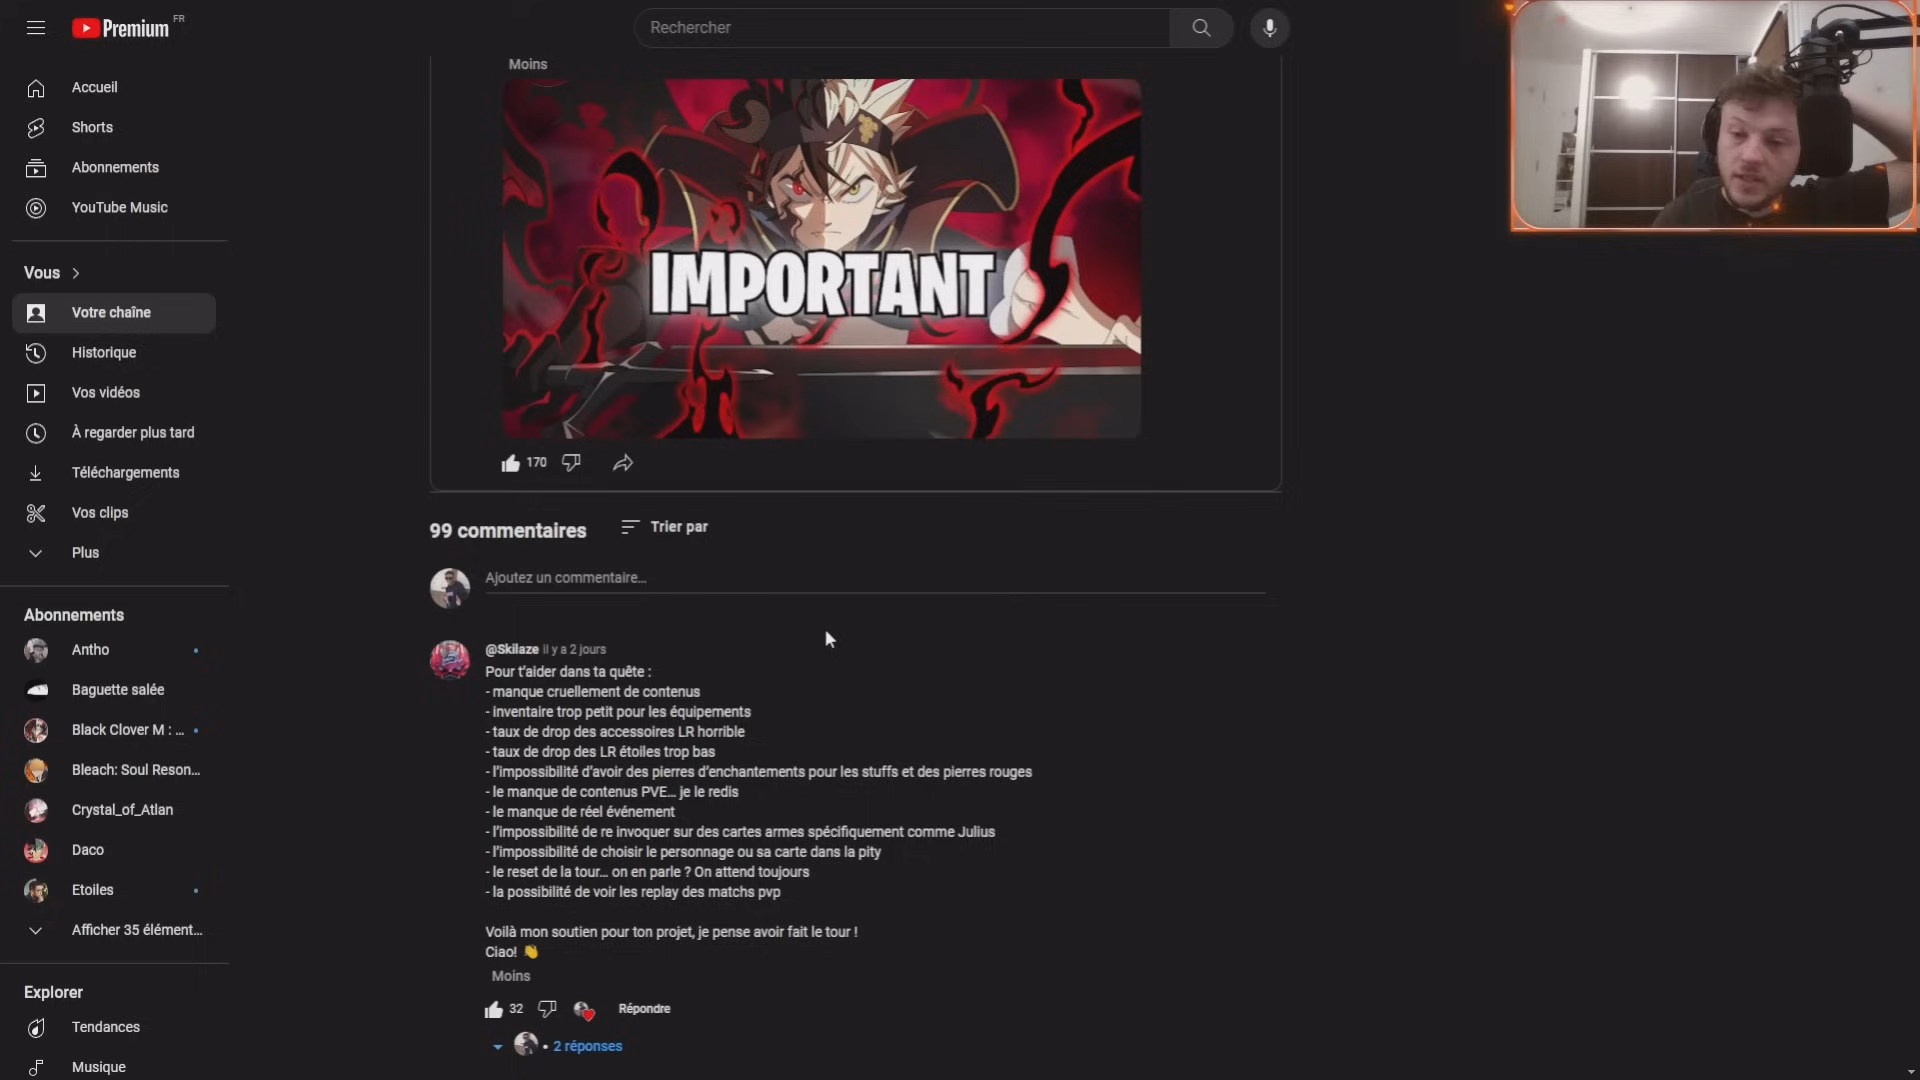 Premium FR
Rechercher
Accueil
Shorts
Abonnements
YouTube Music
Vous
Votre chaîne
Historique
Vos vidéos
À regarder plus tard
Téléchargements
Vos clips
Plus
Abonnements
Antho
Baguette salée
Black Clover M : ...
Bleach: Soul Reson...
Crystal_of_Atlan
Daco
Etoiles
Afficher 35 élément...
Explorer
Tendances
Musique
Moins
IMPORTANT
170
99 commentaires
Trier par
Ajoutez un commentaire...
@Skilaze il y a 2 jours
Pour t'aider dans ta quête :
- manque cruellement de contenus
- inventaire trop petit pour les équipements
- taux de drop des accessoires LR horrible
- taux de drop des LR étoiles trop bas
- l'impossibilité d'avoir des pierres d'enchantements pour les stuffs et des pierres rouges
- le manque de contenus PVE... je le redis
- le manque de réel événement
- l'impossibilité de re invoquer sur des cartes armes spécifiquement comme Julius
- l'impossibilité de choisir le personnage ou sa carte dans la pity
- le reset de la tour... on en parle ? On attend toujours
- la possibilité de voir les replay des matchs pvp
Voilà mon soutien pour ton projet, je pense avoir fait le tour !
Ciao! 👏
Moins
32
Répondre
• 2 réponses